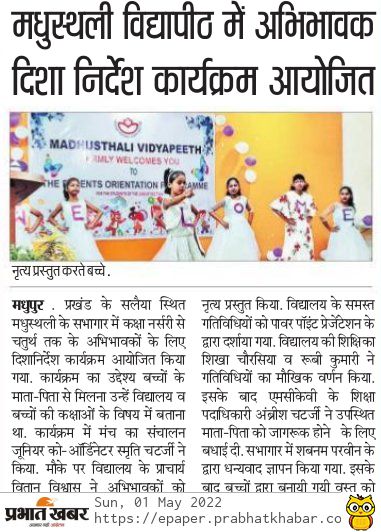 मधुस्थली विद्यापीठ में अभिभावक
दिशा निर्देश कार्यक्रम आयोजित
MADHUSTHALI VIDYAPEETH
WELCOMES YOU
TO
THE PARENTS ORIENTATION PROGRAMME
W E L O M E
नृत्य प्रस्तुत करते बच्चे .
मधुपुर . प्रखंड के सलैया स्थित
मधुस्थली के सभागार में कक्षा नर्सरी से
चतुर्थ तक के अभिभावकों के लिए
दिशानिर्देश कार्यक्रम आयोजित किया
गया. कार्यक्रम का उद्देश्य बच्चों के
माता-पिता से मिलना उन्हें विद्यालय व
बच्चों की कक्षाओं के विषय में बताना
था. कार्यक्रम में मंच का संचालन
जूनियर को-ऑर्डिनेटर स्मृति चटर्जी ने
किया. मौके पर विद्यालय के प्राचार्य
वितान विश्वास ने अभिभावकों को
नृत्य प्रस्तुत किया. विद्यालय के समस्त
गतिविधियों को पावर पॉइंट प्रेजेंटेशन के
द्वारा दर्शाया गया. विद्यालय की शिक्षिका
शिखा चौरसिया व रूबी कुमारी ने
गतिविधियों का मौखिक वर्णन किया.
इसके बाद एमसीकेवी के शिक्षा
पदाधिकारी अंब्रीश चटर्जी ने उपस्थित
माता-पिता को जागरूक होने के लिए
बधाई दी. सभागार में शबनम परवीन के
द्वारा धन्यवाद ज्ञापन किया गया. इसके
बाद बच्चों द्वारा बनायी गयी वस्तु को
प्रभात खबर
Sun, 01 May 2022
https://epaper.prabhatkhabar.co